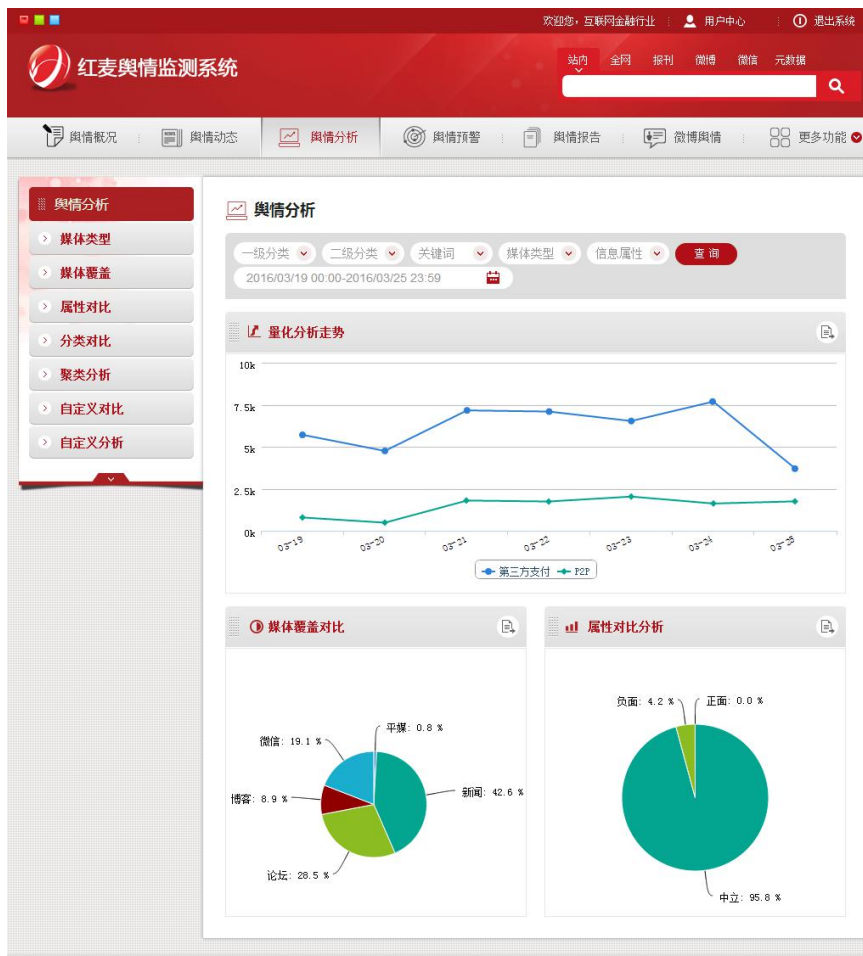 欢迎您，互联网金融行业 用户中心 退出系统
红麦舆情监测系统
站内 全网 报刊 微博 微信 元数据
舆情概况 舆情动态 舆情分析 舆情预警 舆情报告 微博舆情 更多功能
舆情分析
媒体类型
媒体覆盖
属性对比
分类对比
聚类分析
自定义对比
自定义分析
舆情分析
一级分类 二级分类 关键词 媒体类型 信息属性 查询
2016/03/19 00:00-2016/03/25 23:59
量化分析走势
10k
7.5k
5k
2.5k
0k
03-19 03-20 03-21 03-22 03-23 03-24 03-25
第三方支付 P2P
媒体覆盖对比
平媒: 0.8 %
微信: 19.1 %
新闻: 42.6 %
博客: 8.9 %
论坛: 28.5 %
属性对比分析
负面: 4.2 % 正面: 0.0 %
中立: 95.8 %